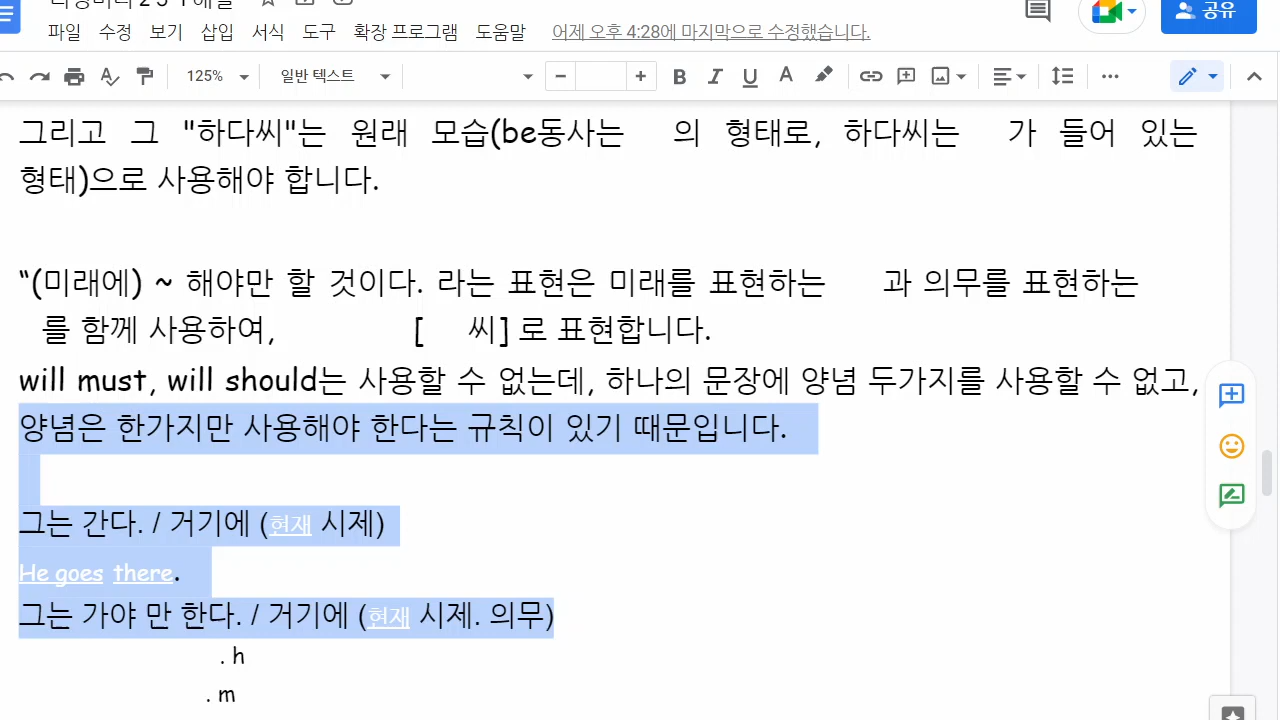 파일 수정 보기 삽입 서식 도구 확장 프로그램 도움말 어제 오후 4:28에 마지막으로 수정했습니다.
공유
125% 일반 텍스트
그리고 그 "하다씨"는 원래 모습(be동사는 의 형태로, 하다씨는 가 들어 있는
형태)으로 사용해야 합니다.
“(미래에) ~ 해야만 할 것이다. 라는 표현은 미래를 표현하는 과 의무를 표현하는
를 함께 사용하여, [ 씨] 로 표현합니다.
will must, will should는 사용할 수 없는데, 하나의 문장에 양념 두가지를 사용할 수 없고,
양념은 한가지만 사용해야 한다는 규칙이 있기 때문입니다.
그는 간다. / 거기에 (현재 시제)
He goes there.
그는 가야 만 한다. / 거기에 (현재 시제. 의무)
. h
. m